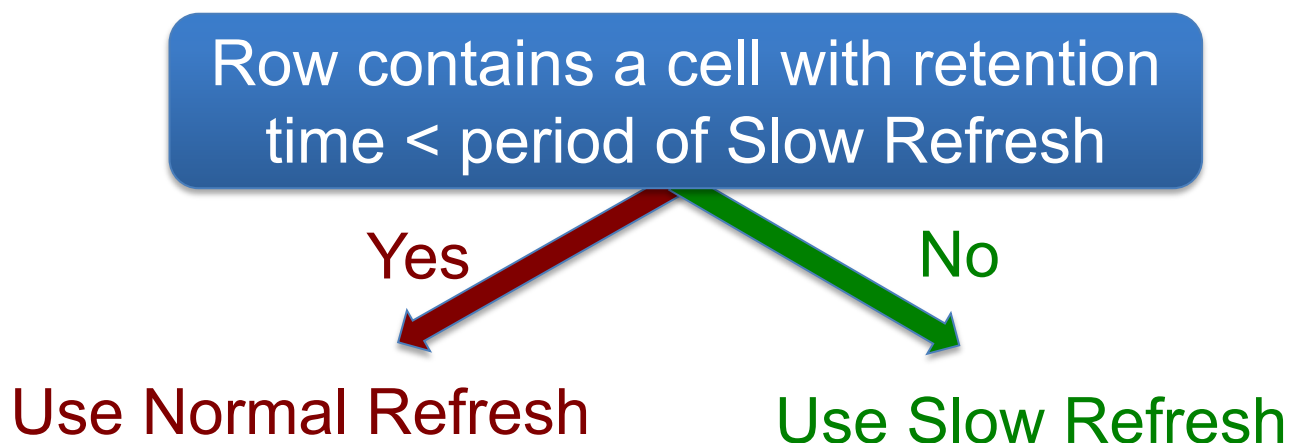 Row contains a cell with retention
time < period of Slow Refresh
Yes
No
Use Normal Refresh
Use Slow Refresh